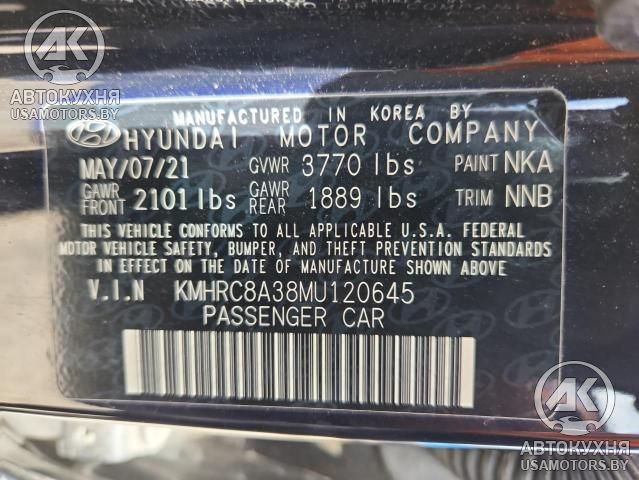 AK
АВТОКУХНЯ
USAMOTORS.BY
MANUFACTURED IN KOREA BY
HYUNDAI MOTOR COMPANY
MAY/07/21 GVWR 3770 lbs PAINT NKA
GAWR FRONT 2101 lbs GAWR REAR 1889 lbs TRIM NNB
THIS VEHICLE CONFORMS TO ALL APPLICABLE U.S.A. FEDERAL
MOTOR VEHICLE SAFETY, BUMPER, AND THEFT PREVENTION STANDARDS
IN EFFECT ON THE DATE OF MANUFACTURE SHOWN ABOVE
V.I.N KMHRC8A38MU120645
PASSENGER CAR
AK
АВТОКУХНЯ
USAMOTORS.BY